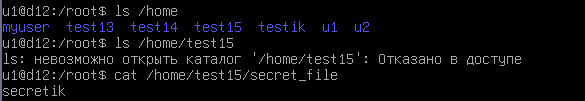 u1@d12:/root$ ls /home
myuser test13 test14 test15 testik u1 u2
u1@d12:/root$ ls /home/test15
ls: невозможно открыть каталог '/home/test15': Отказано в доступе
u1@d12:/root$ cat /home/test15/secret_file
secretik